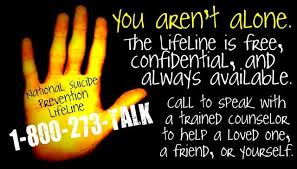 you aren't alone.
The Lifeline is free,
confidential, and
always available.
National Suicide
Prevention
Lifeline
1-800-273-TALK
Call to speak with
a trained counselor
to help a loved one,
a friend, or yourself.